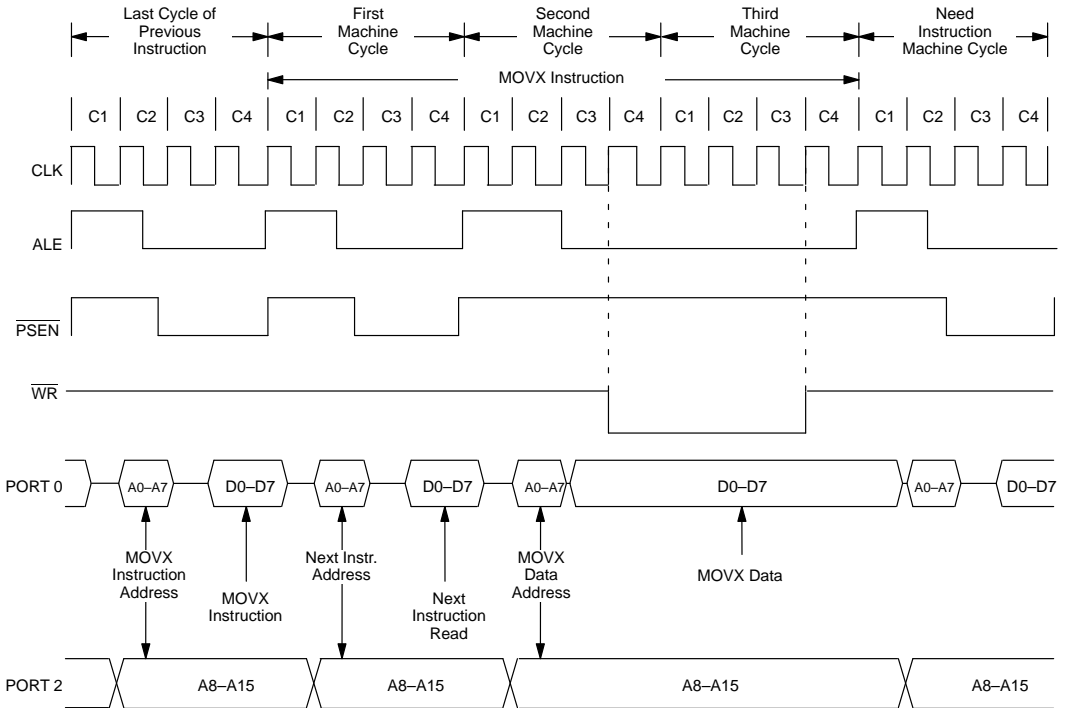 Last Cycle of
Previous
Instruction
First
Machine
Cycle
Second
Machine
Cycle
Third
Machine
Cycle
Need
Instruction
Machine Cycle
MOVX Instruction
C1 C2 C3 C4 C1 C2 C3 C4 C1 C2 C3 C4 C1 C2 C3 C4 C1 C2 C3 C4
CLK
ALE
PSEN
WR
PORT 0
A0–A7 D0–D7 A0–A7 D0–D7 A0–A7 D0–D7 A0–A7 D0–D7
MOVX
Instruction
Address
MOVX
Instruction
Next Instr.
Address
Next
Instruction
Read
MOVX
Data
Address
MOVX Data
PORT 2
A8–A15 A8–A15 A8–A15 A8–A15